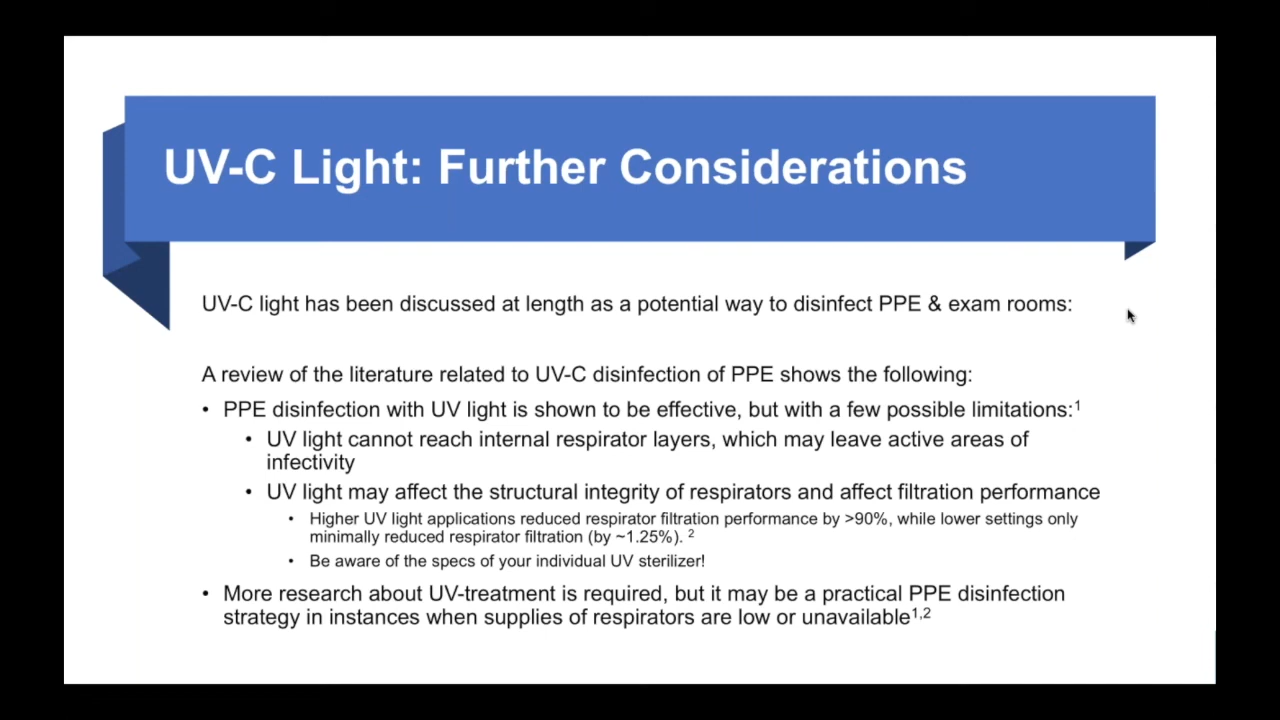 UV-C Light: Further Considerations
UV-C light has been discussed at length as a potential way to disinfect PPE & exam rooms:
A review of the literature related to UV-C disinfection of PPE shows the following:
• PPE disinfection with UV light is shown to be effective, but with a few possible limitations:¹
• UV light cannot reach internal respirator layers, which may leave active areas of
infectivity
• UV light may affect the structural integrity of respirators and affect filtration performance
• Higher UV light applications reduced respirator filtration performance by >90%, while lower settings only
minimally reduced respirator filtration (by ~1.25%). ²
• Be aware of the specs of your individual UV sterilizer!
• More research about UV-treatment is required, but it may be a practical PPE disinfection
strategy in instances when supplies of respirators are low or unavailable¹,²